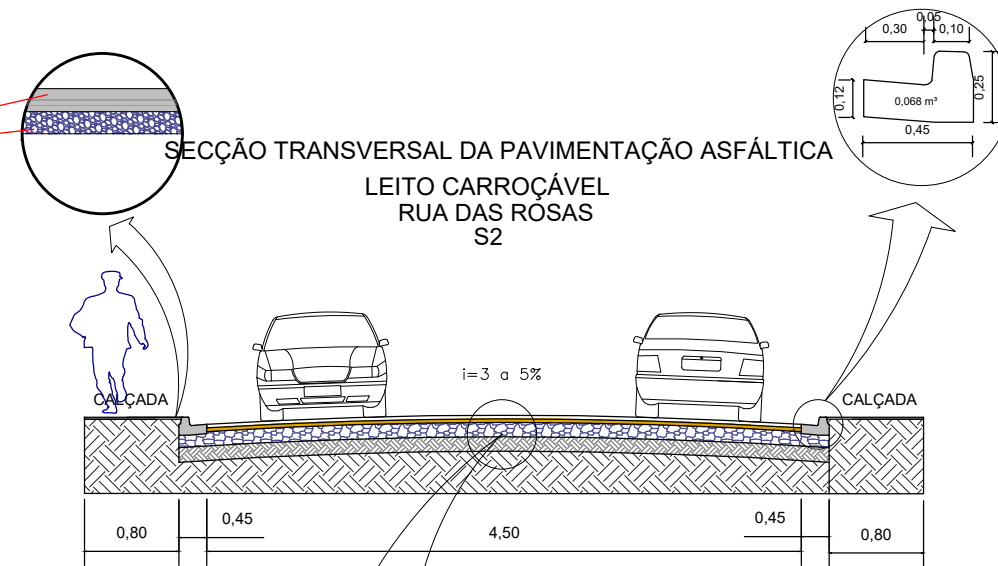 0,05
0,30
0,10
0,12
0,068 m³
0,25
0,45
SECÇÃO TRANSVERSAL DA PAVIMENTAÇÃO ASFÁLTICA
LEITO CARROÇÁVEL
RUA DAS ROSAS
S2
i=3 a 5%
CALÇADA
CALÇADA
0,80
0,45
4,50
0,45
0,80